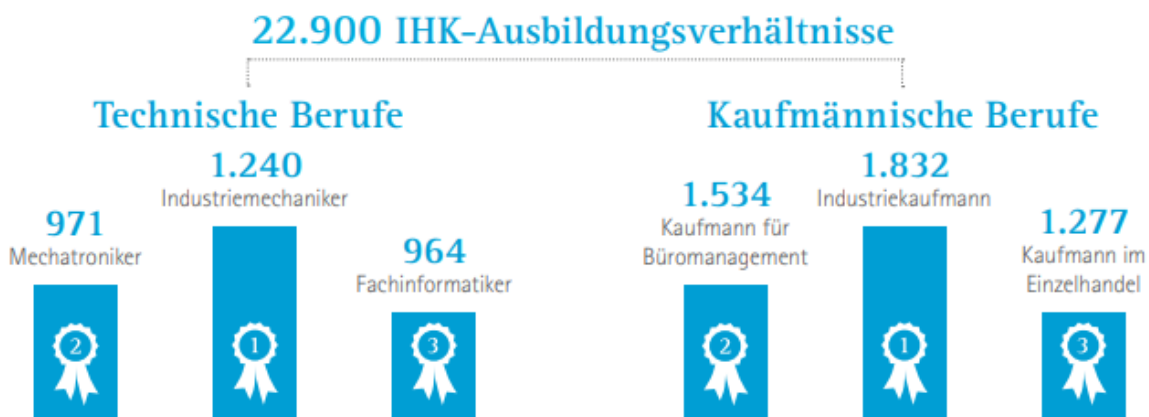 22.900 IHK-Ausbildungsverhältnisse
Technische Berufe
971
Mechatroniker
2
1.240
Industriemechaniker
1
964
Fachinformatiker
3
Kaufmännische Berufe
1.534
Kaufmann für
Büromanagement
2
1.832
Industriekaufmann
1
1.277
Kaufmann im
Einzelhandel
3